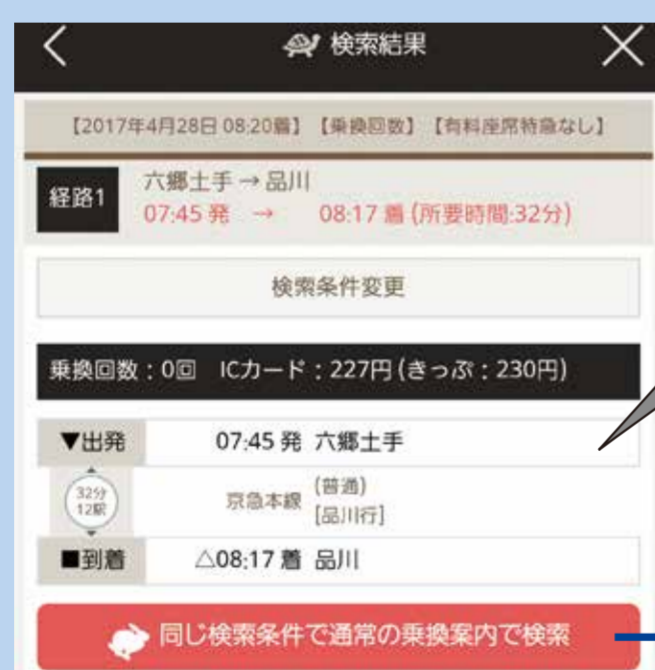 検索結果
【2017年4月28日 08:20着】【乗換回数】【有料座席特急なし】
経路1
六郷土手 → 品川
07:45 発 → 08:17 着 (所要時間:32分)
検索条件変更
乗換回数：0回 ICカード：227円 (きっぷ：230円)
▼出発 07:45 発 六郷土手
32分
12駅
京急本線
(普通)
[品川行]
■到着 △08:17 着 品川
同じ検索条件で通常の乗換案内で検索